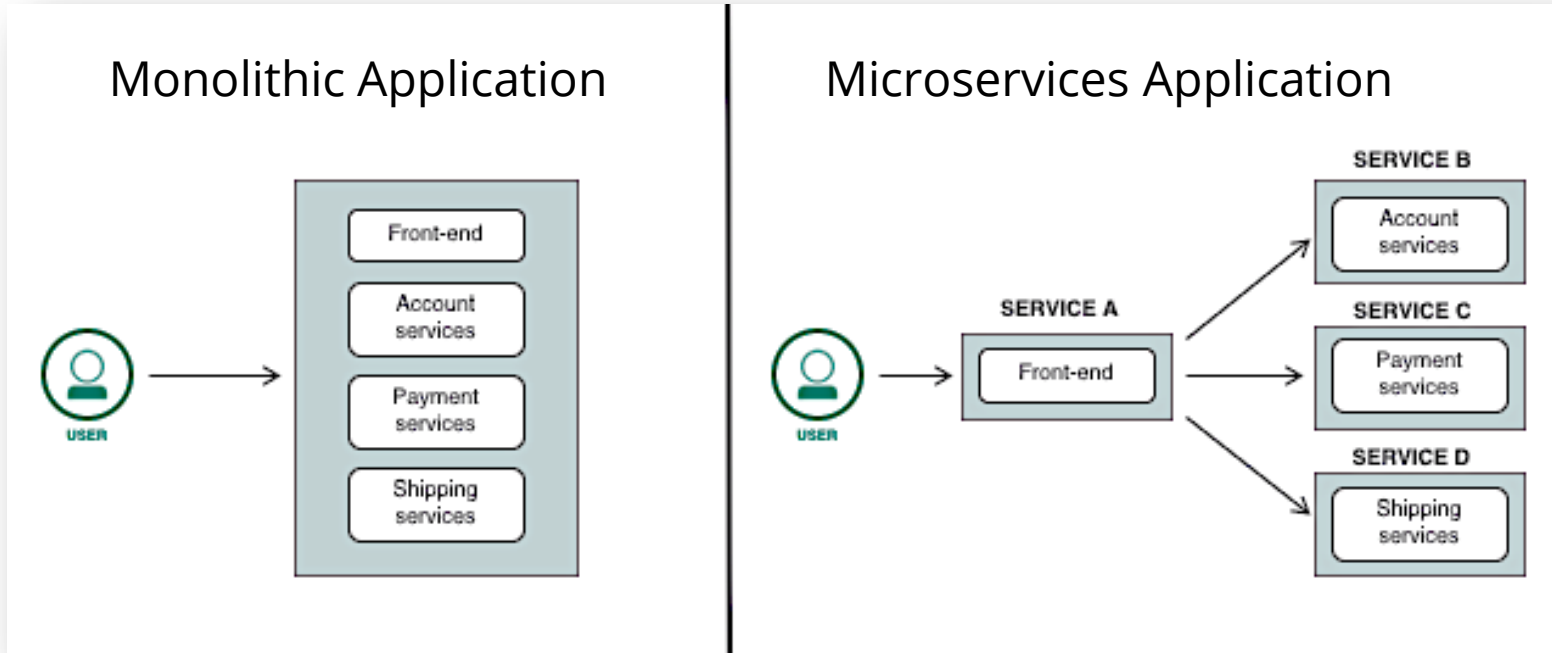 Monolithic Application
Front-end
Account
services
Payment
services
Shipping
services
USER
Microservices Application
SERVICE B
Account
services
SERVICE A
Front-end
SERVICE C
Payment
services
USER
SERVICE D
Shipping
services